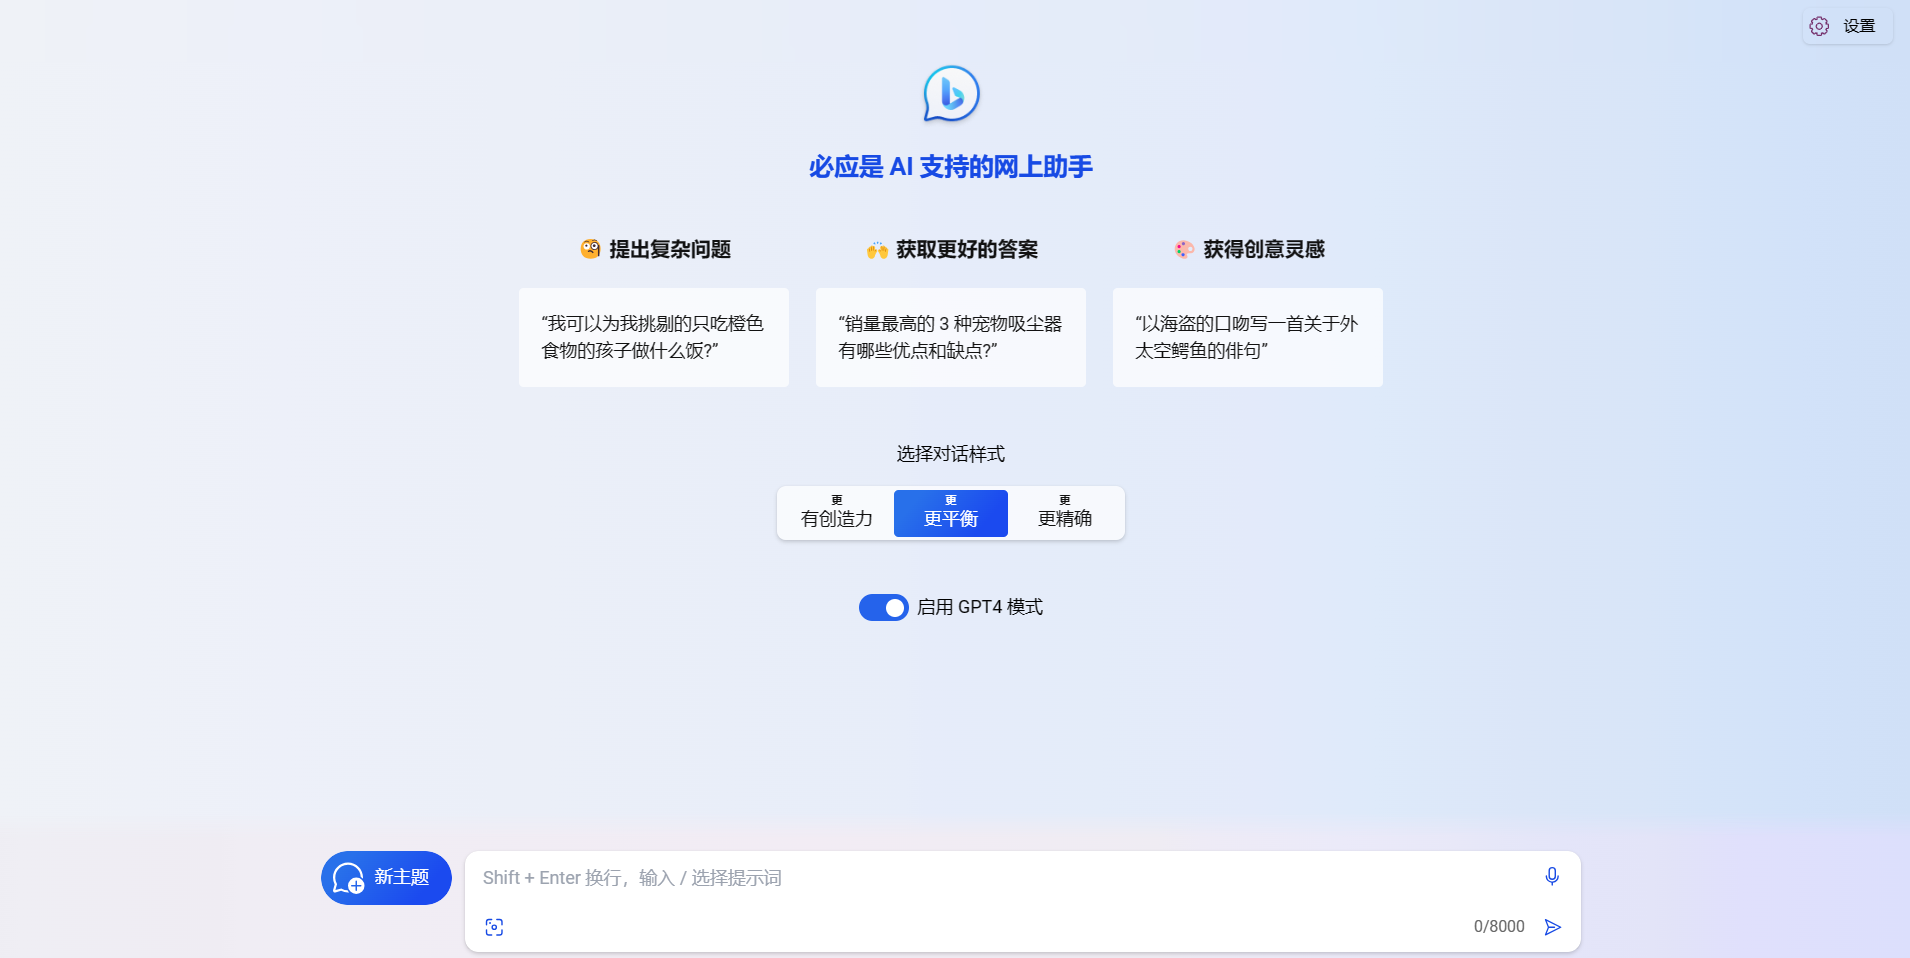 设置
必应是 AI 支持的网上助手
提出复杂问题
获取更好的答案
获得创意灵感
“我可以为我挑剔的只吃橙色
食物的孩子做什么饭?”
“销量最高的 3 种宠物吸尘器
有哪些优点和缺点?”
“以海盗的口吻写一首关于外
太空鳄鱼的俳句”
选择对话样式
更
有创造力
更
更平衡
更
更精确
启用 GPT4 模式
新主题
Shift + Enter 换行，输入 / 选择提示词
0/8000